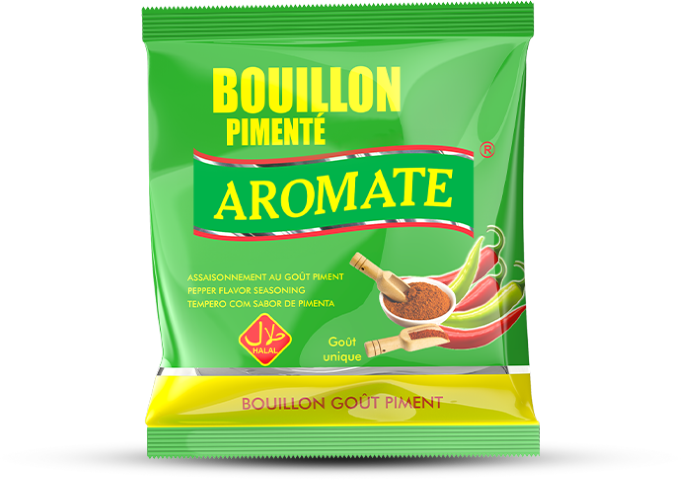 BOUILLON
PIMENTÉ
AROMATE ®
ASSAISONNEMENT AU GOÛT PIMENT
PEPPER FLAVOR SEASONING
TEMPERO COM SABOR DE PIMENTA
حلال
HALAL
Goût
unique
BOUILLON GOÛT PIMENT